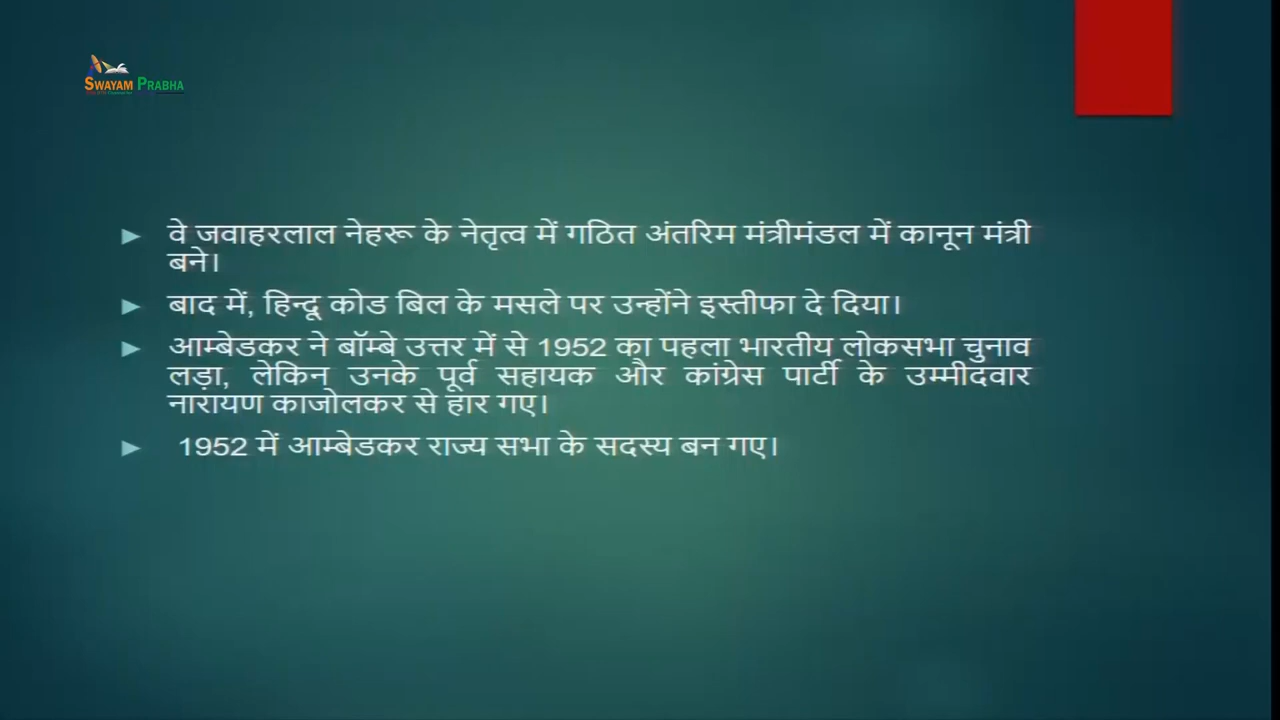 SWAYAM PRABHA
वे जवाहरलाल नेहरू के नेतृत्व में गठित अंतरिम मंत्रीमंडल में कानून मंत्री
बने।
बाद में, हिन्दू कोड बिल के मसले पर उन्होंने इस्तीफा दे दिया।
आम्बेडकर ने बॉम्बे उत्तर में से 1952 का पहला भारतीय लोकसभा चुनाव
लड़ा, लेकिन उनके पूर्व सहायक और कांग्रेस पार्टी के उम्मीदवार
नारायण काजोलकर से हार गए।
1952 में आम्बेडकर राज्य सभा के सदस्य बन गए।